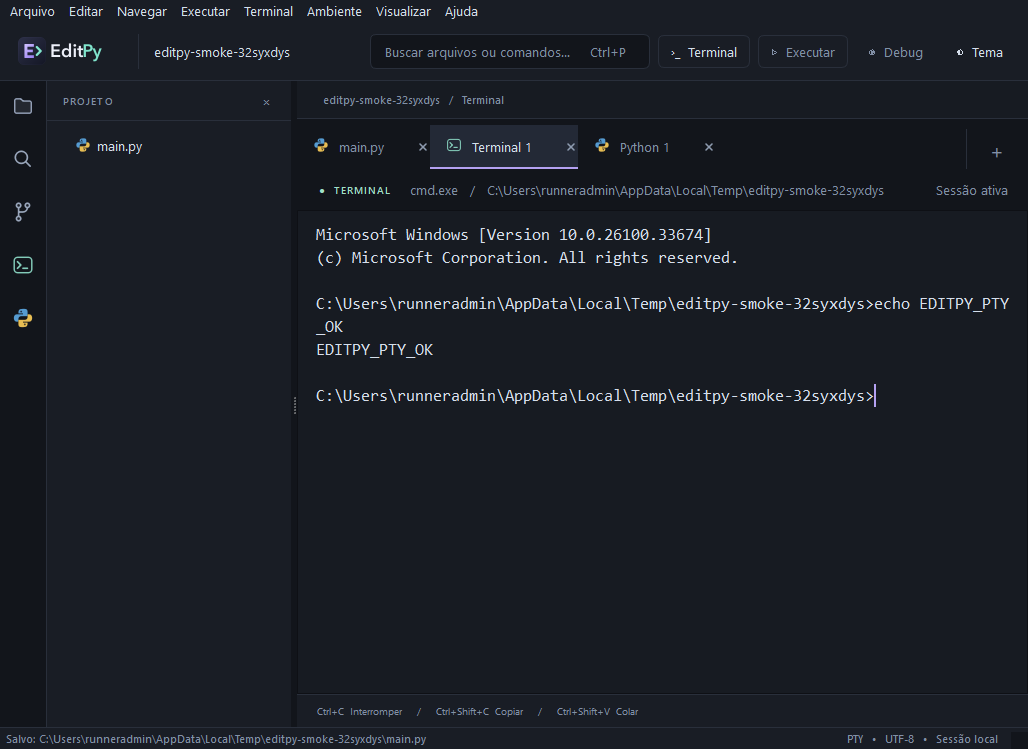 Arquivo Editar Navegar Executar Terminal Ambiente Visualizar Ajuda
E> EditPy editpy-smoke-32syxdys Buscar arquivos ou comandos... Ctrl+P >_ Terminal Executar Debug Tema
PROJETO ×
editpy-smoke-32syxdys / Terminal
main.py
main.py × Terminal 1 × Python 1 × +
• TERMINAL cmd.exe / C:\Users\runneradmin\AppData\Local\Temp\editpy-smoke-32syxdys Sessão ativa
Microsoft Windows [Version 10.0.26100.33674]
(c) Microsoft Corporation. All rights reserved.
C:\Users\runneradmin\AppData\Local\Temp\editpy-smoke-32syxdys>echo EDITPY_PTY
_OK
EDITPY_PTY_OK
C:\Users\runneradmin\AppData\Local\Temp\editpy-smoke-32syxdys>
Ctrl+C Interromper / Ctrl+Shift+C Copiar / Ctrl+Shift+V Colar
Salvo: C:\Users\runneradmin\AppData\Local\Temp\editpy-smoke-32syxdys\main.py PTY • UTF-8 • Sessão local